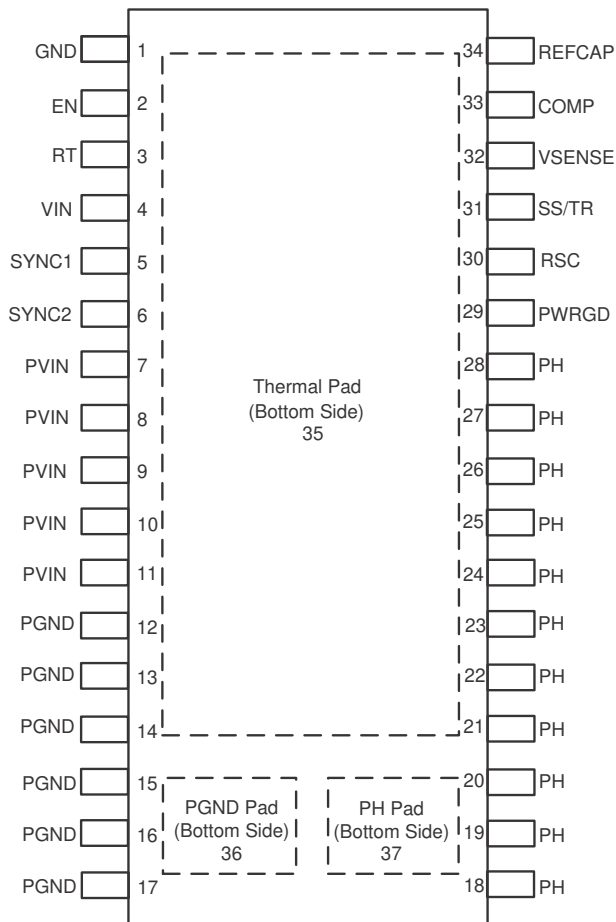 GND 1 34 REFCAP
EN 2 33 COMP
RT 3 32 VSENSE
VIN 4 31 SS/TR
SYNC1 5 30 RSC
SYNC2 6 29 PWRGD
PVIN 7 28 PH
PVIN 8 27 PH
PVIN 9 26 PH
PVIN 10 25 PH
PVIN 11 24 PH
PGND 12 23 PH
PGND 13 22 PH
PGND 14 21 PH
PGND 15 20 PH
PGND 16 19 PH
PGND 17 18 PH
Thermal Pad
(Bottom Side)
35
PGND Pad
(Bottom Side)
36
PH Pad
(Bottom Side)
37